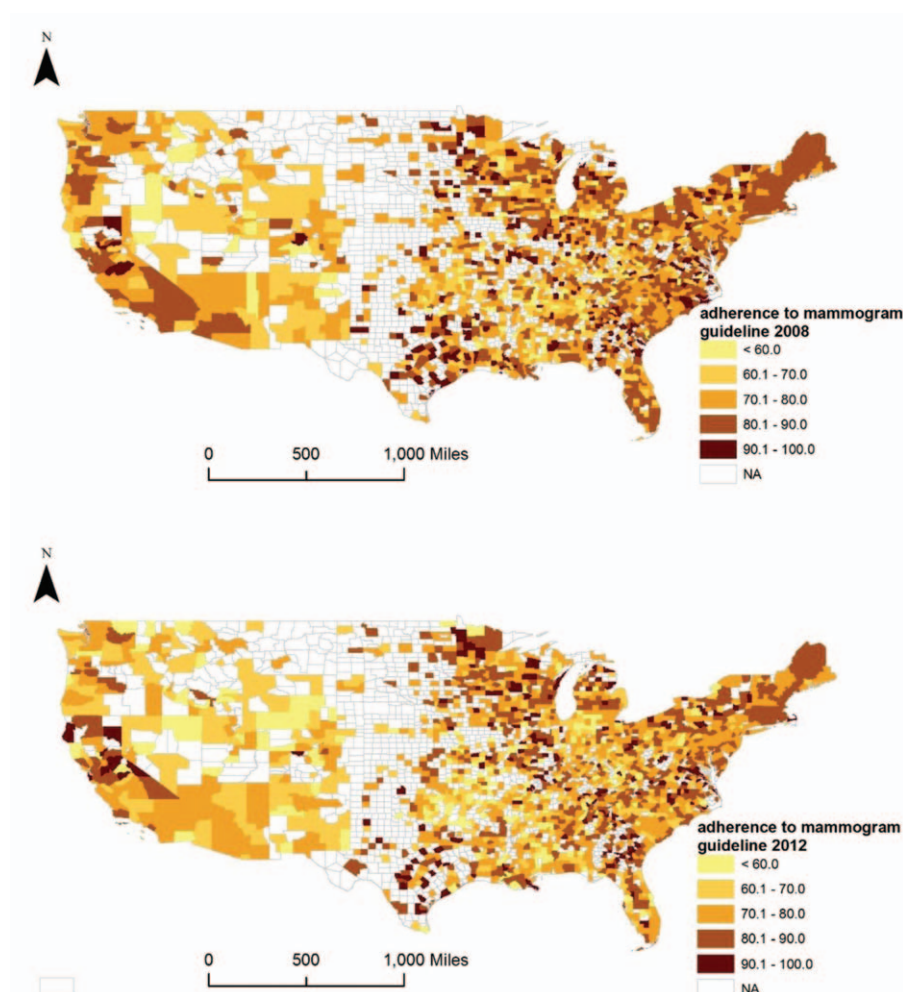 N
adherence to mammogram
guideline 2008
< 60.0
60.1 - 70.0
70.1 - 80.0
80.1 - 90.0
90.1 - 100.0
NA
0 500 1,000 Miles
N
adherence to mammogram
guideline 2012
< 60.0
60.1 - 70.0
70.1 - 80.0
80.1 - 90.0
90.1 - 100.0
NA
0 500 1,000 Miles